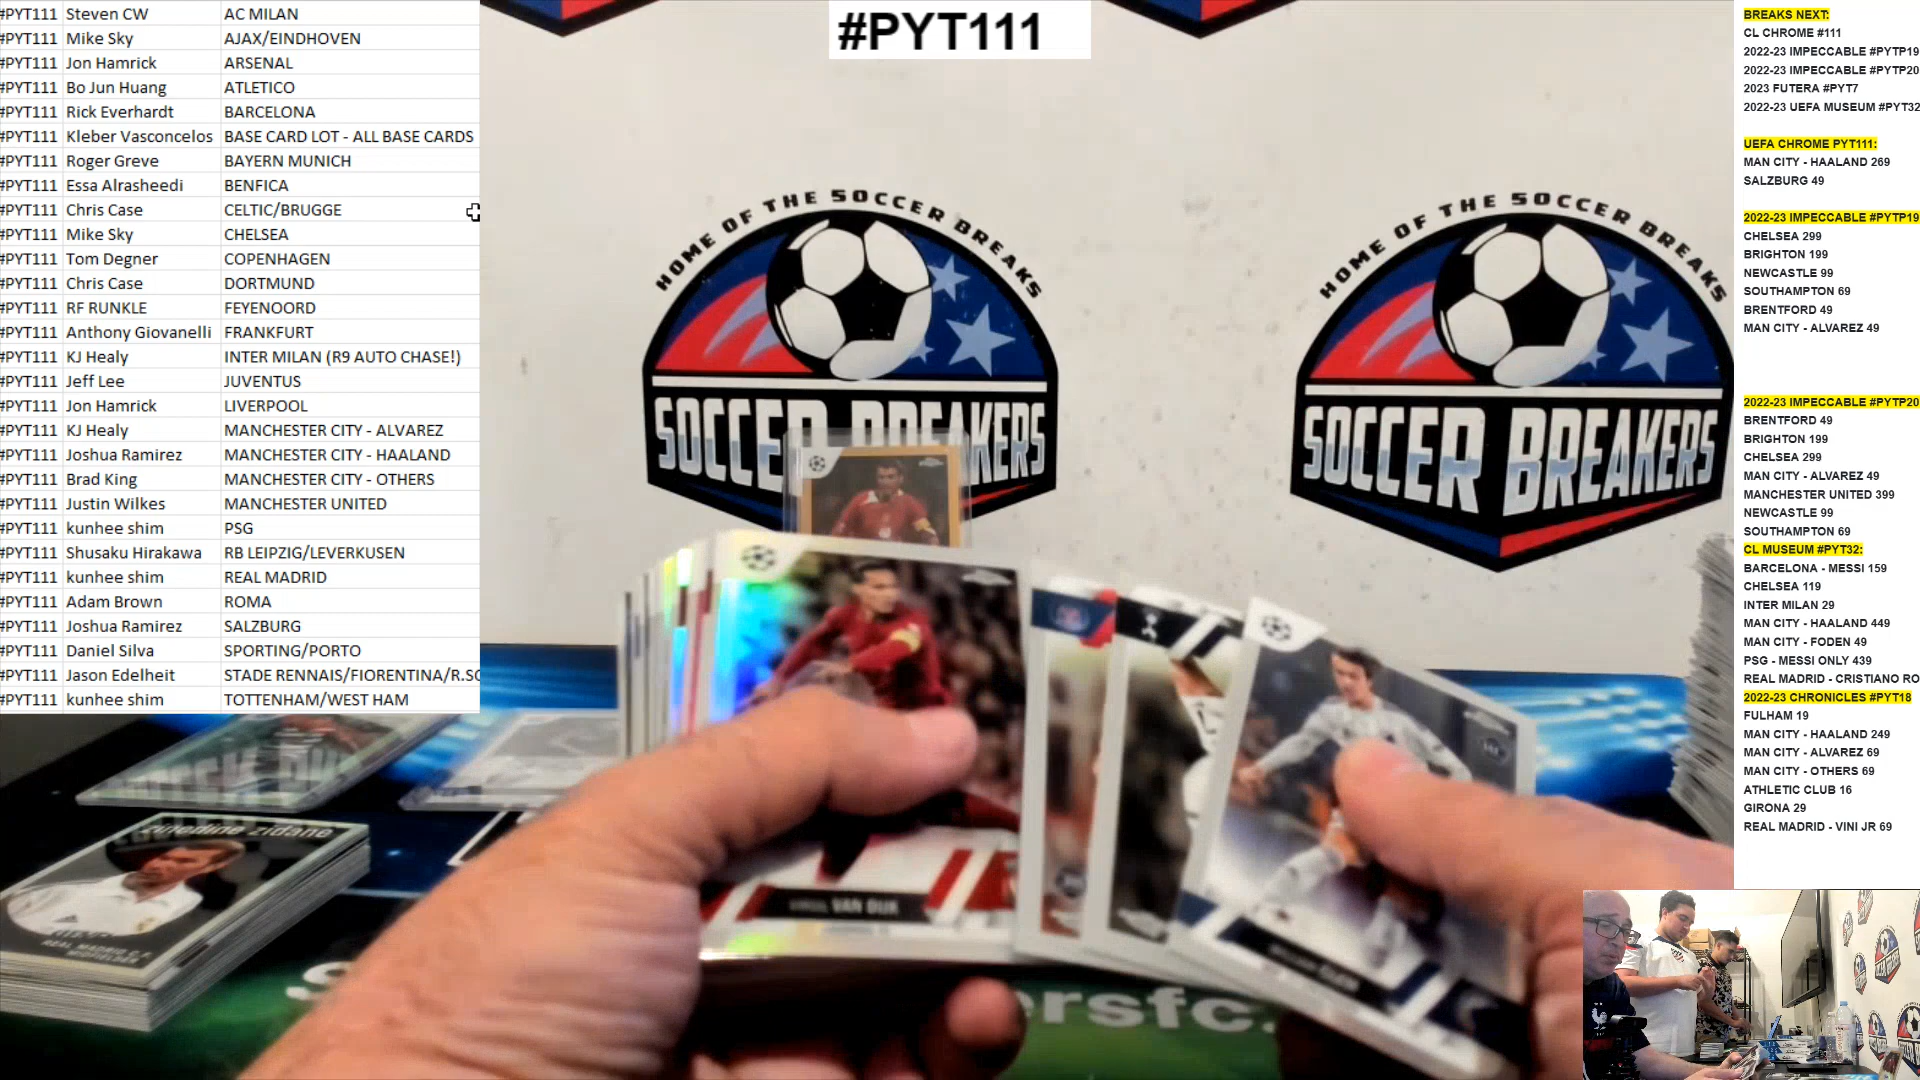 #PYT111 Steven CW AC MILAN
#PYT111 Mike Sky AJAX/EINDHOVEN
#PYT111 Jon Hamrick ARSENAL
#PYT111 Bo Jun Huang ATLETICO
#PYT111 Rick Everhardt BARCELONA
#PYT111 Kleber Vasconcelos BASE CARD LOT - ALL BASE CARDS
#PYT111 Roger Greve BAYERN MUNICH
#PYT111 Essa Alrasheedi BENFICA
#PYT111 Chris Case CELTIC/BRUGGE
#PYT111 Mike Sky CHELSEA
#PYT111 Tom Degner COPENHAGEN
#PYT111 Chris Case DORTMUND
#PYT111 RF RUNKLE FEYENOORD
#PYT111 Anthony Giovanelli FRANKFURT
#PYT111 KJ Healy INTER MILAN (R9 AUTO CHASE!)
#PYT111 Jeff Lee JUVENTUS
#PYT111 Jon Hamrick LIVERPOOL
#PYT111 KJ Healy MANCHESTER CITY - ALVAREZ
#PYT111 Joshua Ramirez MANCHESTER CITY - HAALAND
#PYT111 Brad King MANCHESTER CITY - OTHERS
#PYT111 Justin Wilkes MANCHESTER UNITED
#PYT111 kunhee shim PSG
#PYT111 Shusaku Hirakawa RB LEIPZIG/LEVERKUSEN
#PYT111 kunhee shim REAL MADRID
#PYT111 Adam Brown ROMA
#PYT111 Joshua Ramirez SALZBURG
#PYT111 Daniel Silva SPORTING/PORTO
#PYT111 Jason Edelheit STADE RENNAIS/FIORENTINA/R.SO
#PYT111 kunhee shim TOTTENHAM/WEST HAM
#PYT111
HOME OF THE SOCCER BREAKS
SOCCER BREAKERS
HOME OF THE SOCCER BREAKS
SOCCER BREAKERS
VAN DIJK
zinedine zidane
REAL MADRID C.F.
ersfc.
BREAKS NEXT:
CL CHROME #111
2022-23 IMPECCABLE #PYTP19
2022-23 IMPECCABLE #PYTP20
2023 FUTERA #PYT7
2022-23 UEFA MUSEUM #PYT32
UEFA CHROME PYT111:
MAN CITY - HAALAND 269
SALZBURG 49
2022-23 IMPECCABLE #PYTP19
CHELSEA 299
BRIGHTON 199
NEWCASTLE 99
SOUTHAMPTON 69
BRENTFORD 49
MAN CITY - ALVAREZ 49
2022-23 IMPECCABLE #PYTP20
BRENTFORD 49
BRIGHTON 199
CHELSEA 299
MAN CITY - ALVAREZ 49
MANCHESTER UNITED 399
NEWCASTLE 99
SOUTHAMPTON 69
CL MUSEUM #PYT32:
BARCELONA - MESSI 159
CHELSEA 119
INTER MILAN 29
MAN CITY - HAALAND 449
MAN CITY - FODEN 49
PSG - MESSI ONLY 439
REAL MADRID - CRISTIANO RO
2022-23 CHRONICLES #PYT18
FULHAM 19
MAN CITY - HAALAND 249
MAN CITY - ALVAREZ 69
MAN CITY - OTHERS 69
ATHLETIC CLUB 16
GIRONA 29
REAL MADRID - VINI JR 69